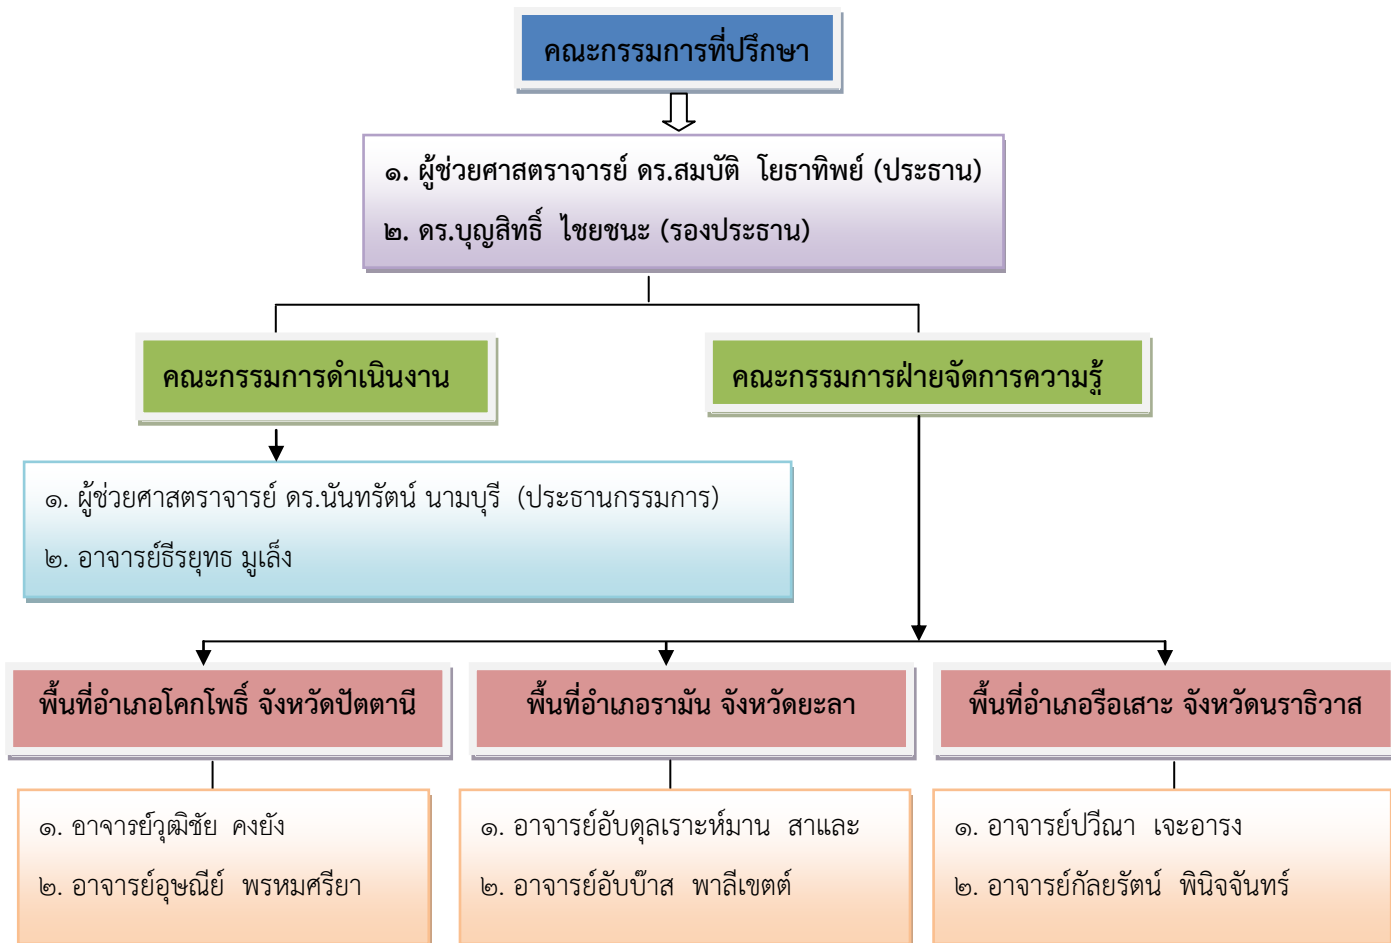 คณะกรรมการที่ปรึกษา
๑. ผู้ช่วยศาสตราจารย์ ดร.สมบัติ โยธาทิพย์ (ประธาน)
๒. ดร.บุญสิทธิ์ ไชยชนะ (รองประธาน)
คณะกรรมการดำเนินงาน
คณะกรรมการฝ่ายจัดการความรู้
๑. ผู้ช่วยศาสตราจารย์ ดร.นันทรัตน์ นามบุรี (ประธานกรรมการ)
๒. อาจารย์ธีรยุทธ มูเล็ง
พื้นที่อำเภอโคกโพธิ์ จังหวัดปัตตานี
พื้นที่อำเภอรามัน จังหวัดยะลา
พื้นที่อำเภอรือเสาะ จังหวัดนราธิวาส
๑. อาจารย์วุฒิชัย คงยัง
๒. อาจารย์อุษณีย์ พรหมศรียา
๑. อาจารย์อับดุลเราะห์มาน สาและ
๒. อาจารย์อับบ๊าส พาลีเขตต์
๑. อาจารย์ปวีณา เจะอารง
๒. อาจารย์กัลยรัตน์ พินิจจันทร์